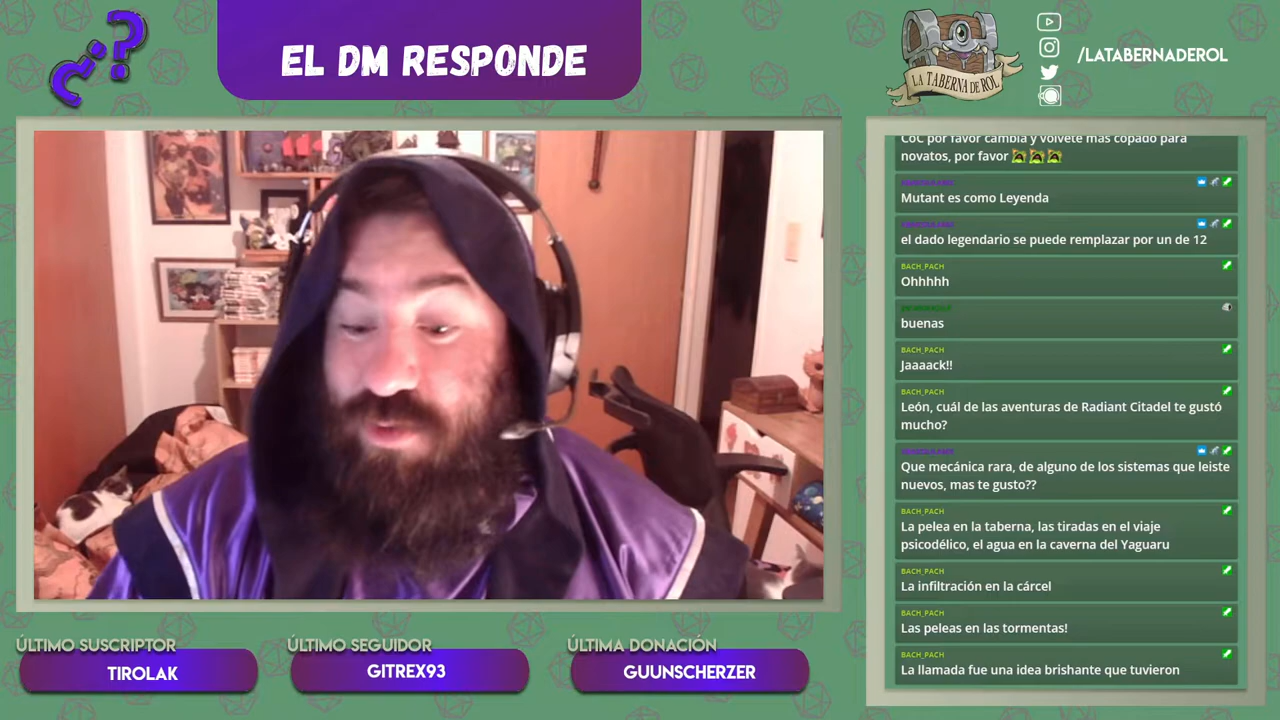 ¿?
EL DM RESPONDE
LA TABERNA DE ROL
/LATABERNADEROL
CoC por favor cambia y volvete más copado para
novatos, por favor
Mutant es como Leyenda
el dado legendario se puede remplazar por un de 12
BACH_PACH
Ohhhhh
buenas
BACH_PACH
Jaaaack!!
BACH_PACH
León, cuál de las aventuras de Radiant Citadel te gustó
mucho?
Que mecánica rara, de alguno de los sistemas que leiste
nuevos, mas te gusto??
BACH_PACH
La pelea en la taberna, las tiradas en el viaje
psicodélico, el agua en la caverna del Yaguaru
BACH_PACH
La infiltración en la cárcel
BACH_PACH
Las peleas en las tormentas!
BACH_PACH
La llamada fue una idea brishante que tuvieron
ÚLTIMO SUSCRIPTOR
TIROLAK
ÚLTIMO SEGUIDOR
GITREX93
ÚLTIMA DONACIÓN
GUUNSCHERZER